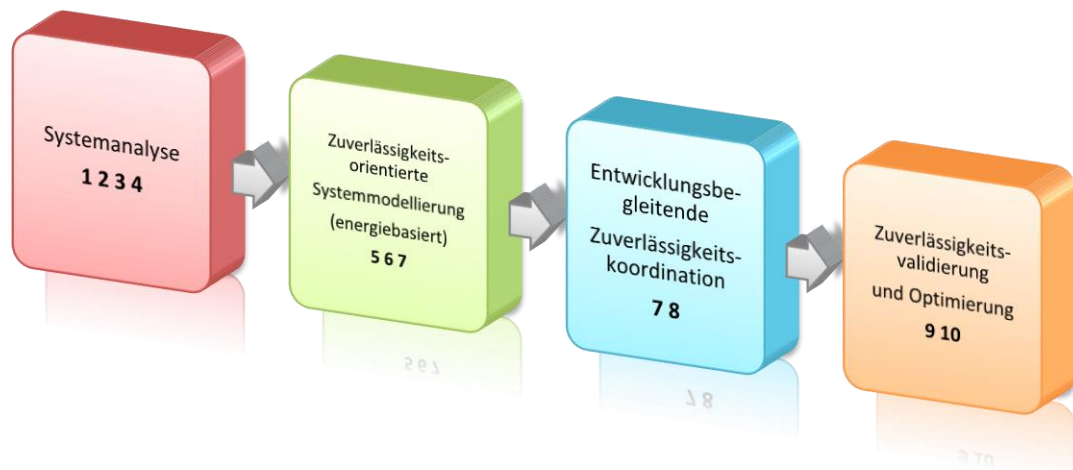 Systemanalyse
1 2 3 4
Zuverlässigkeits-
orientierte
Systemmodellierung
(energiebasiert)
5 6 7
Entwicklungsbe-
gleitende
Zuverlässigkeits-
koordination
7 8
Zuverlässigkeits-
validierung
und Optimierung
9 10